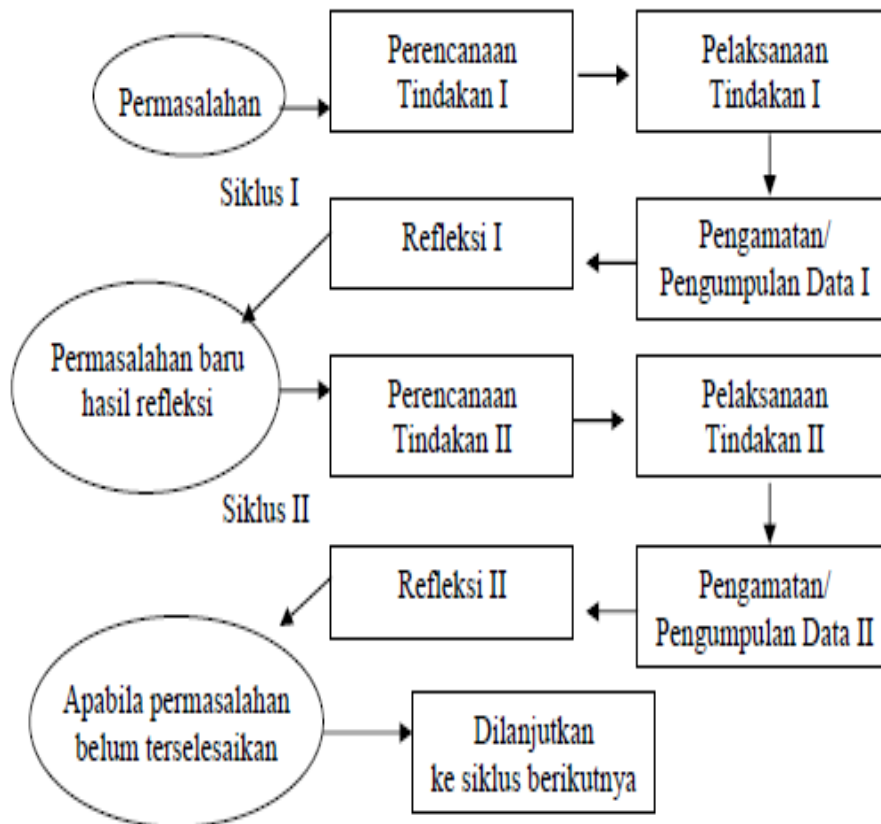 Permasalahan
Perencanaan
Tindakan I
Pelaksanaan
Tindakan I
Siklus I
Refleksi I
Pengamatan/
Pengumpulan Data I
Permasalahan baru
hasil refleksi
Perencanaan
Tindakan II
Pelaksanaan
Tindakan II
Siklus II
Refleksi II
Pengamatan/
Pengumpulan Data II
Apabila permasalahan
belum terselesaikan
Dilanjutkan
ke siklus berikutnya